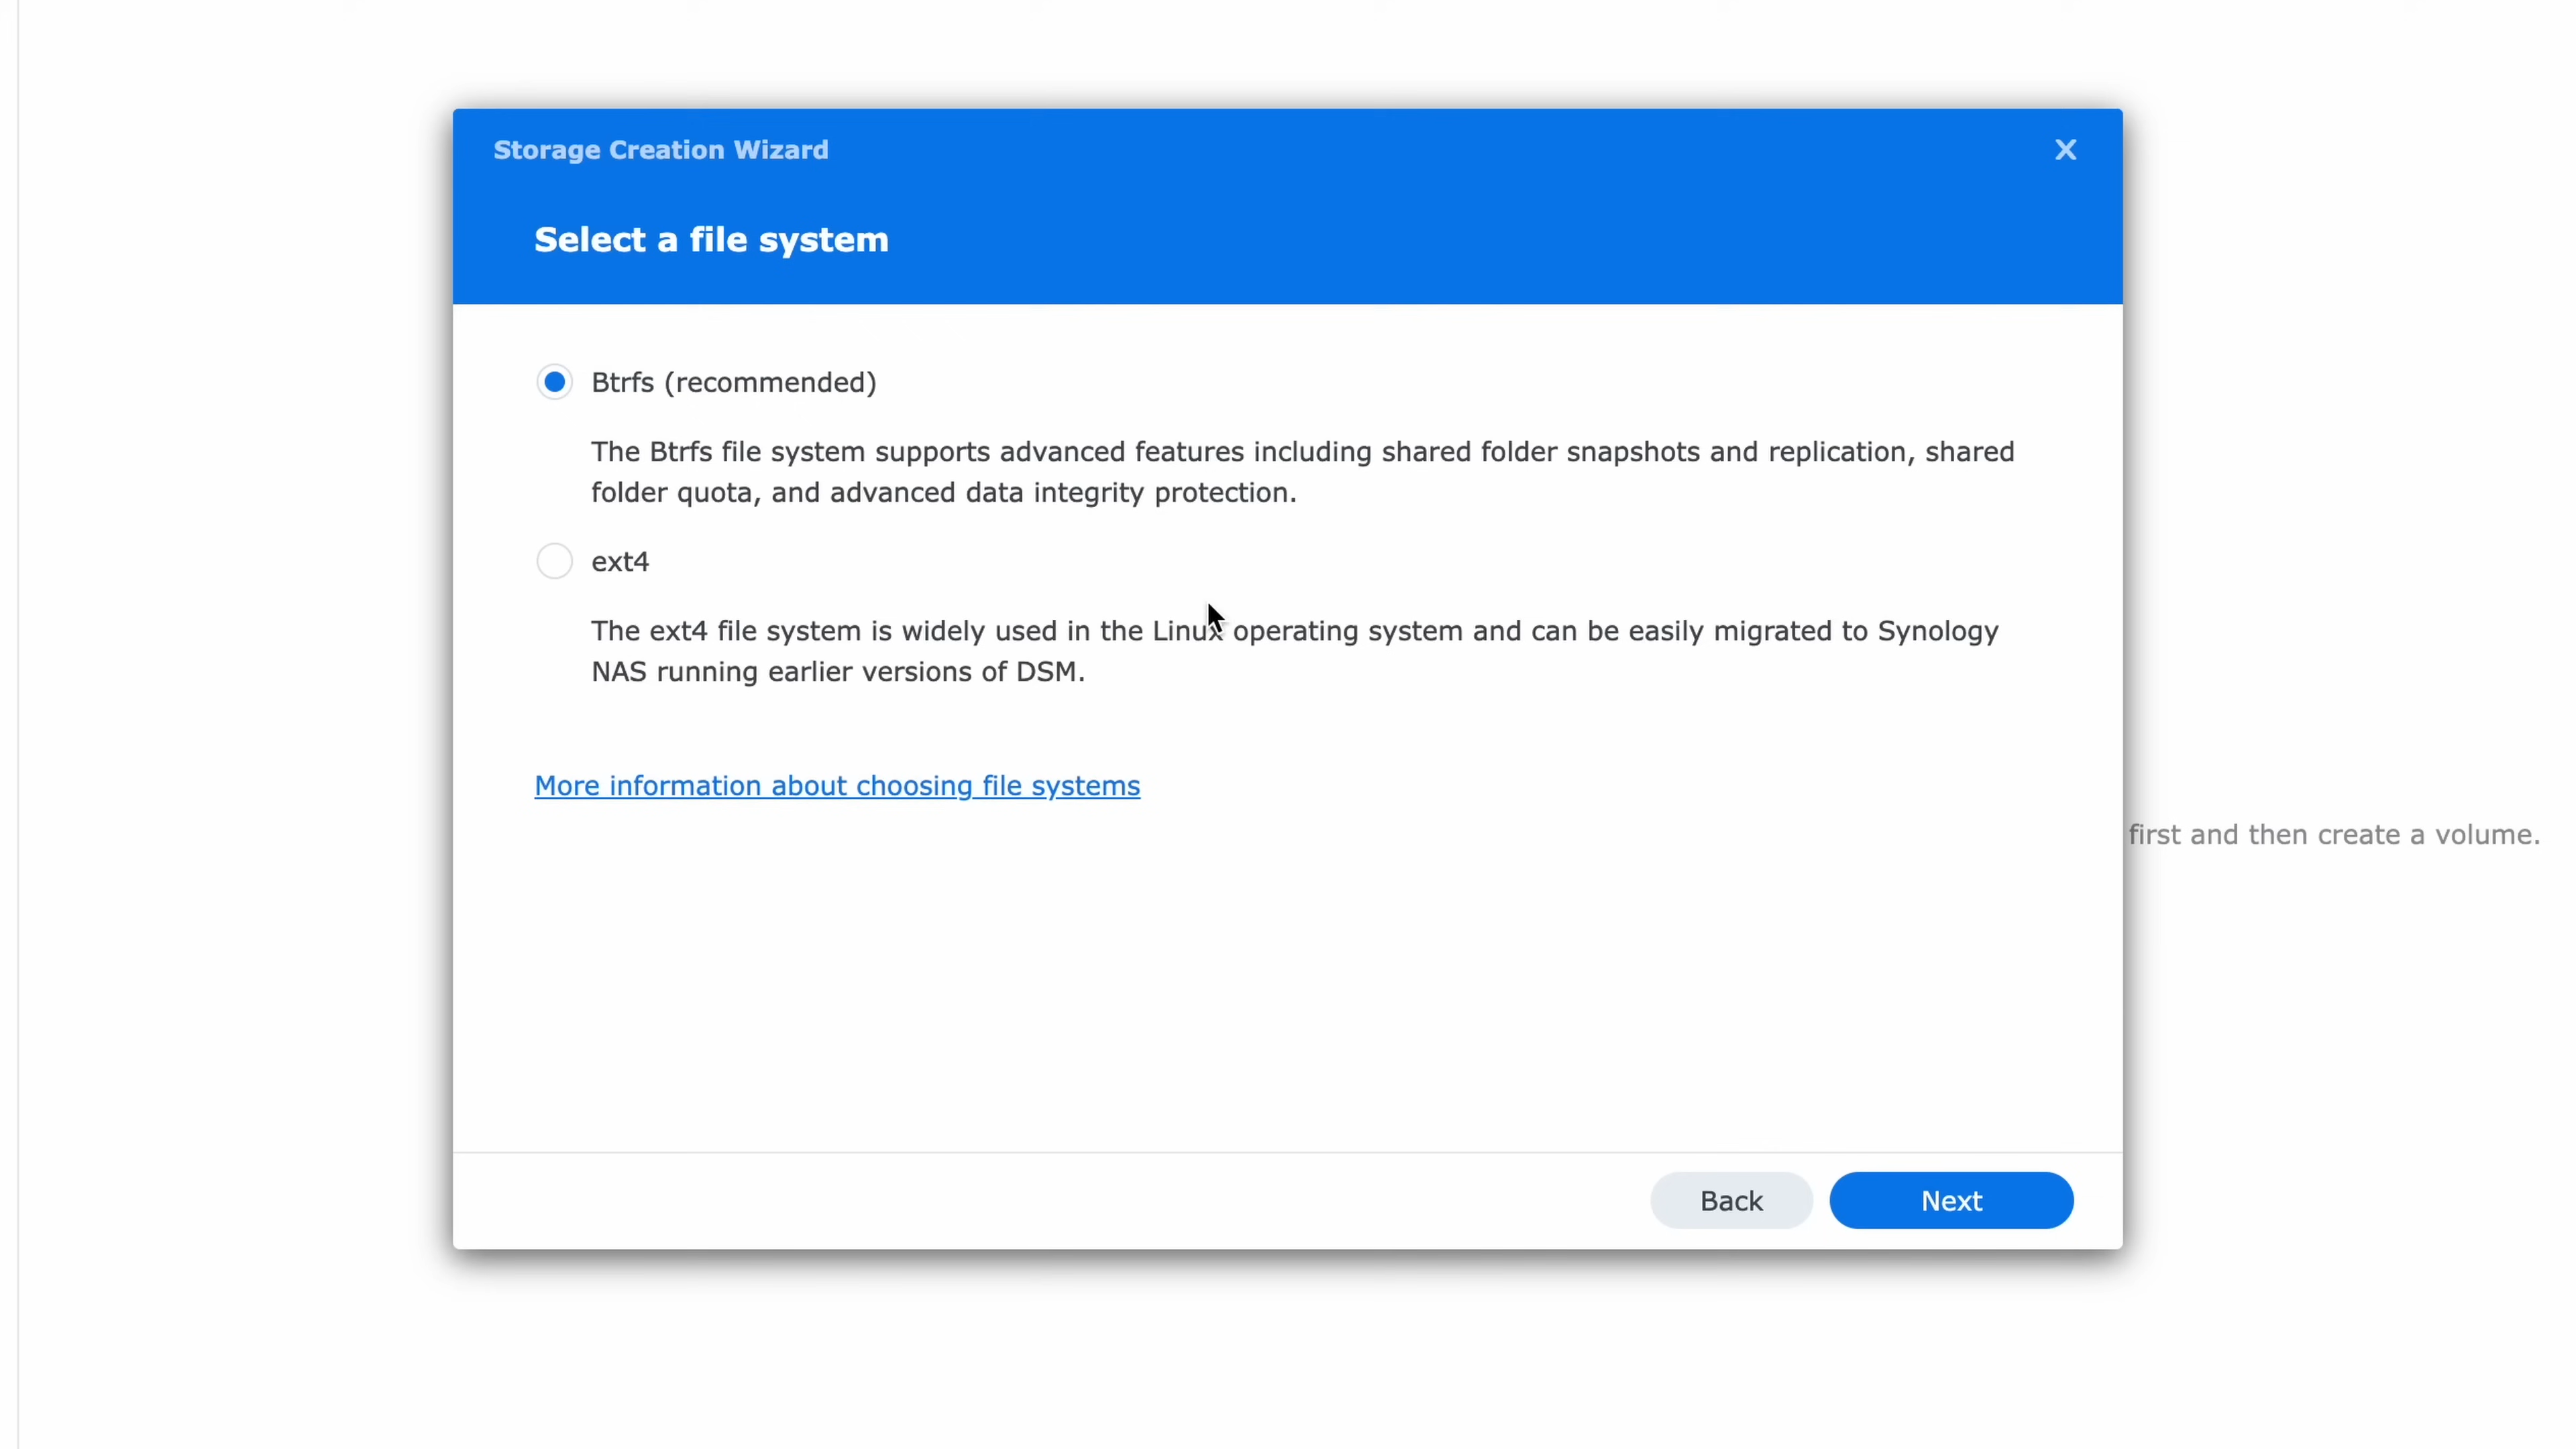 Storage Creation Wizard
X
Select a file system
Btrfs (recommended)
The Btrfs file system supports advanced features including shared folder snapshots and replication, shared
folder quota, and advanced data integrity protection.
ext4
The ext4 file system is widely used in the Linux operating system and can be easily migrated to Synology
NAS running earlier versions of DSM.
More information about choosing file systems
first and then create a volume.
Back
Next